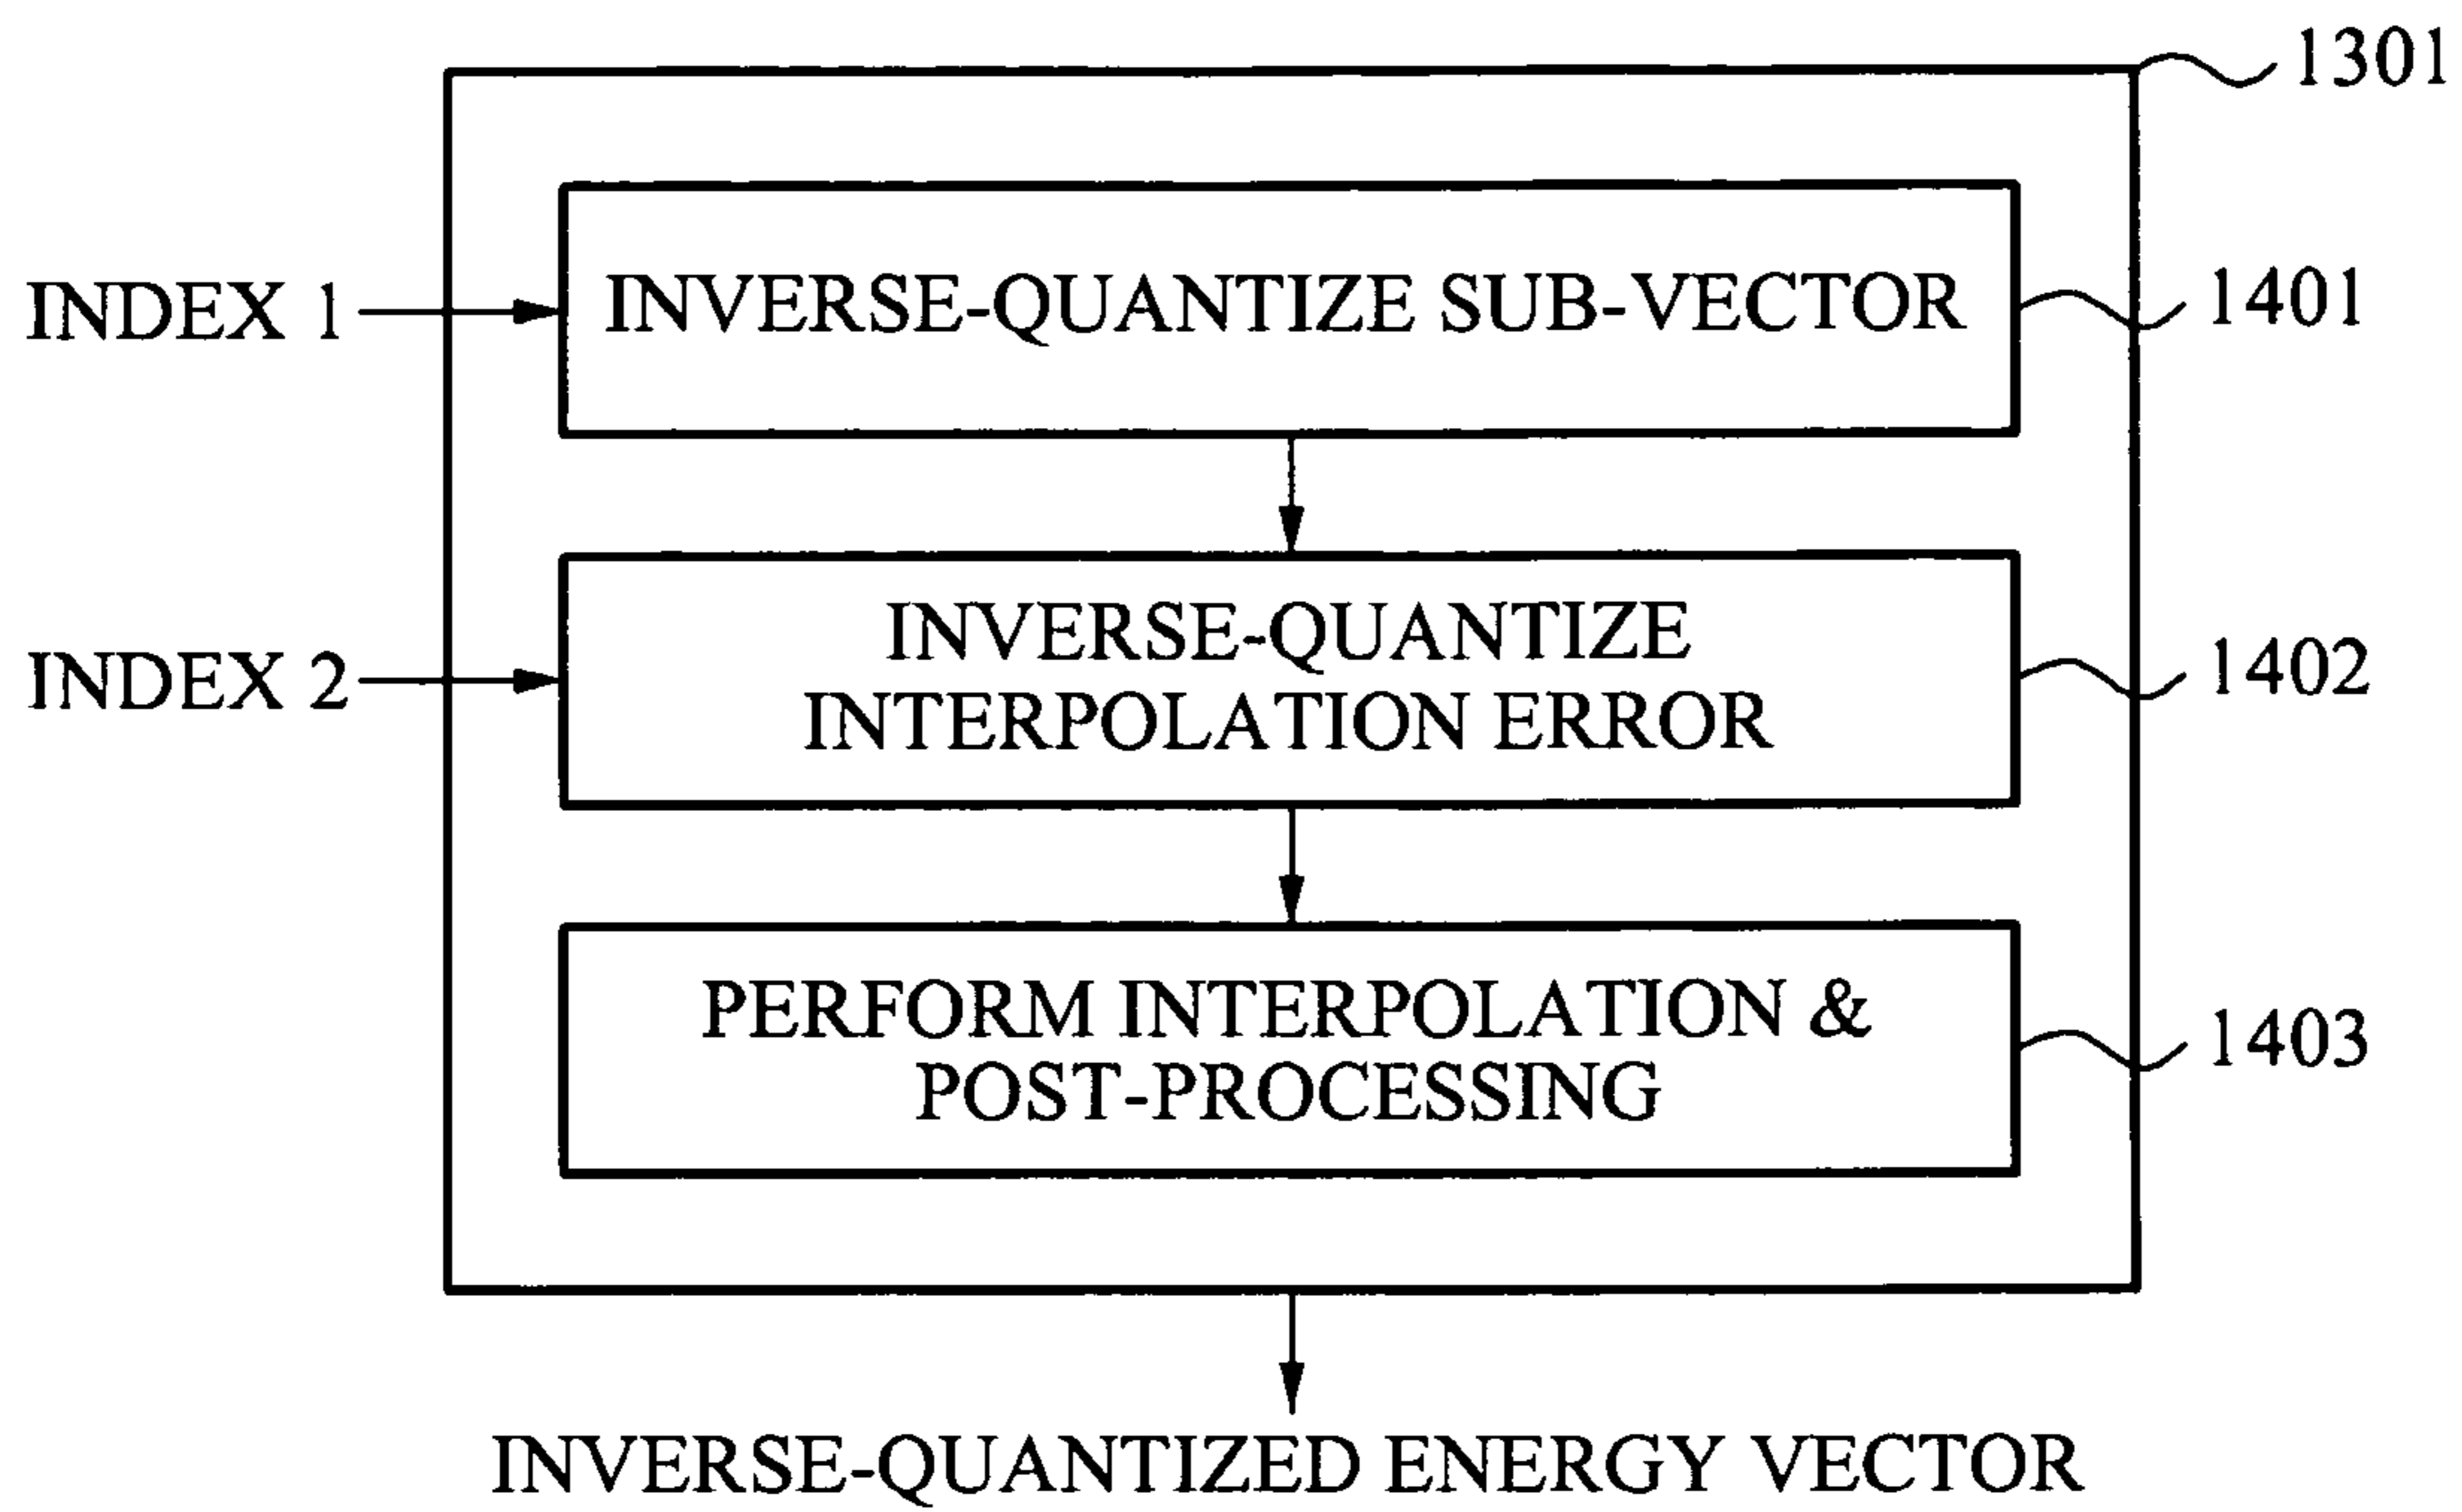 1301
INDEX 1
INVERSE-QUANTIZE SUB-VECTOR
1401
INDEX 2
INVERSE-QUANTIZE
INTERPOLATION ERROR
1402
PERFORM INTERPOLATION &
POST-PROCESSING
1403
INVERSE-QUANTIZED ENERGY VECTOR